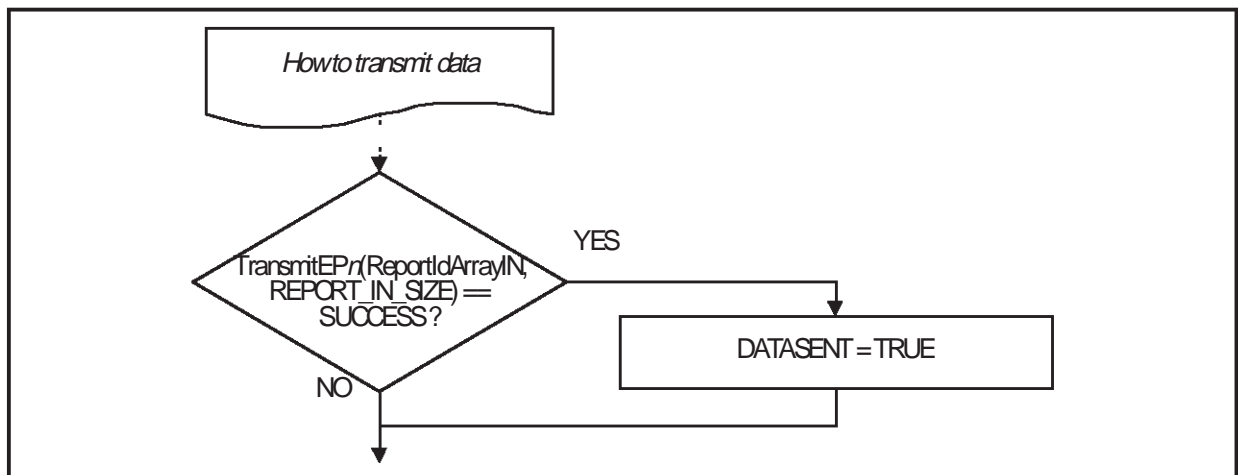 How to transmit data
YES
TransmitEPn(ReportIdArrayIN,
REPORT_IN_SIZE) ==
SUCCESS?
DATASENT = TRUE
NO